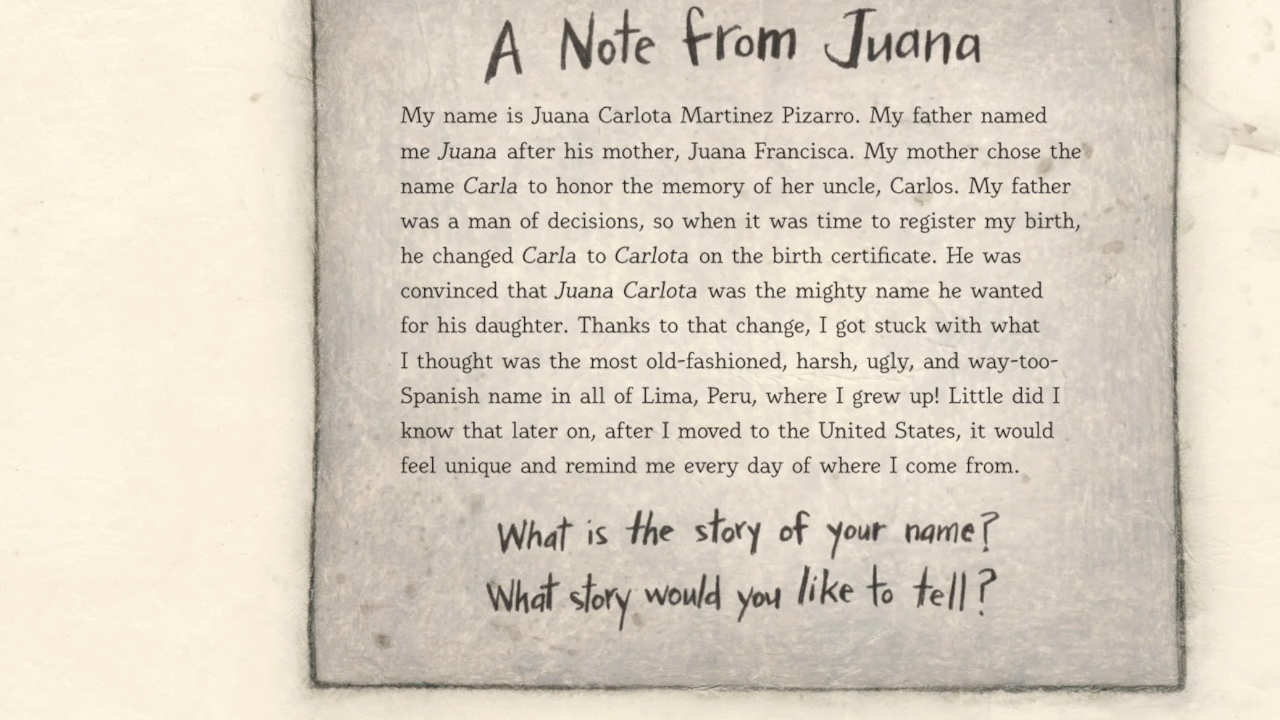 A Note from Juana
My name is Juana Carlota Martinez Pizarro. My father named
me Juana after his mother, Juana Francisca. My mother chose the
name Carla to honor the memory of her uncle, Carlos. My father
was a man of decisions, so when it was time to register my birth,
he changed Carla to Carlota on the birth certificate. He was
convinced that Juana Carlota was the mighty name he wanted
for his daughter. Thanks to that change, I got stuck with what
I thought was the most old-fashioned, harsh, ugly, and way-too-
Spanish name in all of Lima, Peru, where I grew up! Little did I
know that later on, after I moved to the United States, it would
feel unique and remind me every day of where I come from.
What is the story of your name?
What story would you like to tell?